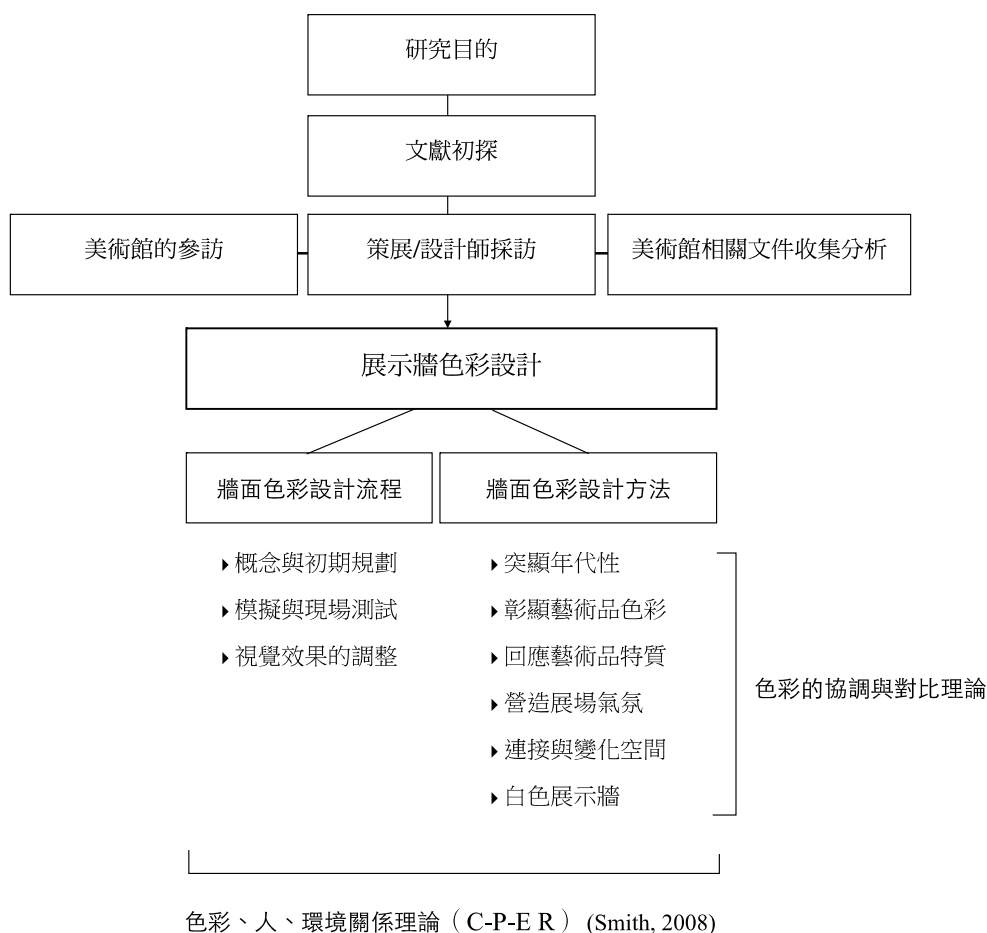 研究目的
文獻初探
美術館的參訪
策展/設計師採訪
美術館相關文件收集分析
展示牆色彩設計
牆面色彩設計流程
牆面色彩設計方法
概念與初期規劃
模擬與現場測試
視覺效果的調整
突顯年代性
彰顯藝術品色彩
回應藝術品特質
營造展場氣氛
連接與變化空間
白色展示牆
色彩的協調與對比理論
色彩、人、環境關係理論（C-P-E R） (Smith, 2008)